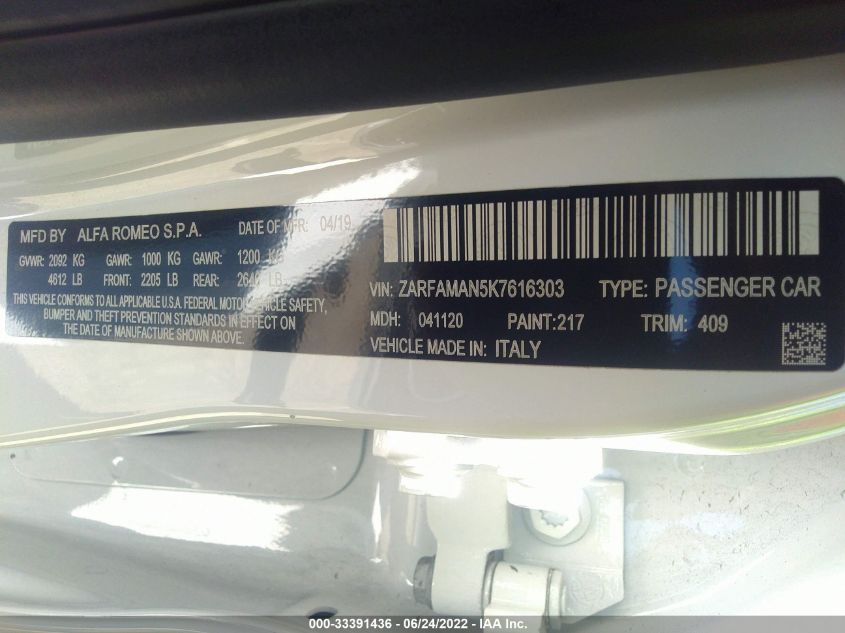 MFD BY ALFA ROMEO S.P.A. DATE OF MFR: 04/19
GVWR: 2092 KG GAWR: 1000 KG GAWR: 1200 KG
4612 LB FRONT: 2205 LB REAR: 2646 LB
THIS VEHICLE CONFORMS TO ALL APPLICABLE U.S.A. FEDERAL MOTOR VEHICLE SAFETY,
BUMPER AND THEFT PREVENTION STANDARDS IN EFFECT ON
THE DATE OF MANUFACTURE SHOWN ABOVE.
VIN: ZARFAMAN5K7616303 TYPE: PASSENGER CAR
MDH: 041120 PAINT:217 TRIM: 409
VEHICLE MADE IN: ITALY
000-33391436 - 06/24/2022 - IAA Inc.